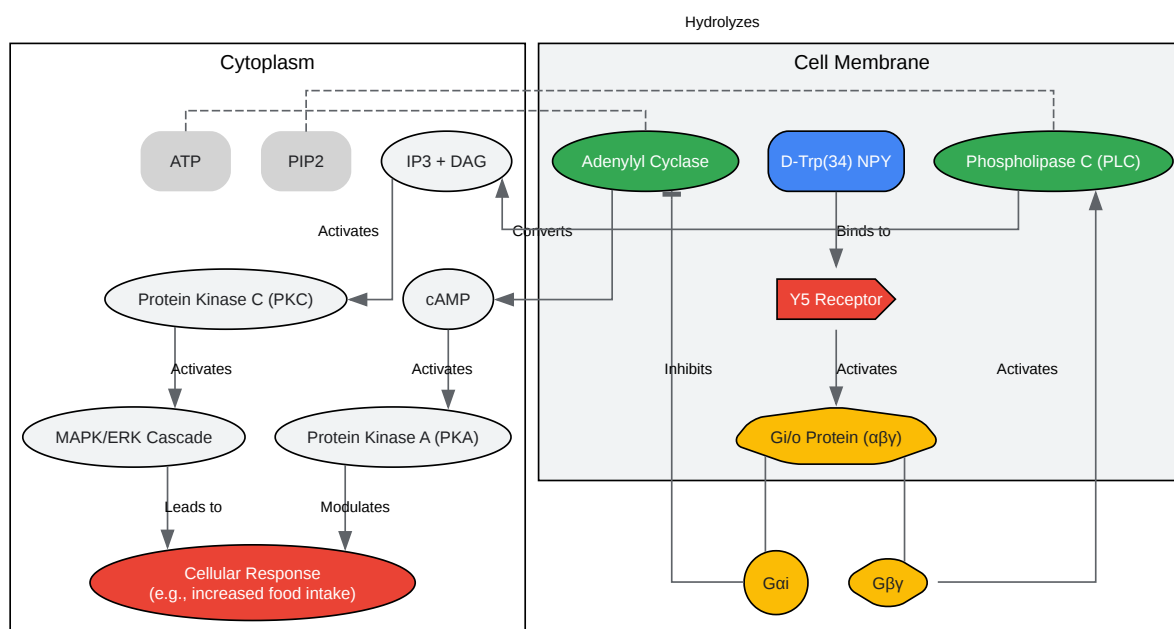 Hydrolyzes
Cytoplasm
Cell Membrane
ATP
PIP2
IP3 + DAG
Adenylyl Cyclase
D-Trp(34) NPY
Phospholipase C (PLC)
Activates
Converts
Binds to
Protein Kinase C (PKC)
cAMP
Y5 Receptor
Activates
Activates
Inhibits
Activates
Activates
MAPK/ERK Cascade
Protein Kinase A (PKA)
Gi/o Protein (αβγ)
Leads to
Modulates
Cellular Response
(e.g., increased food intake)
Gαi
Gβγ